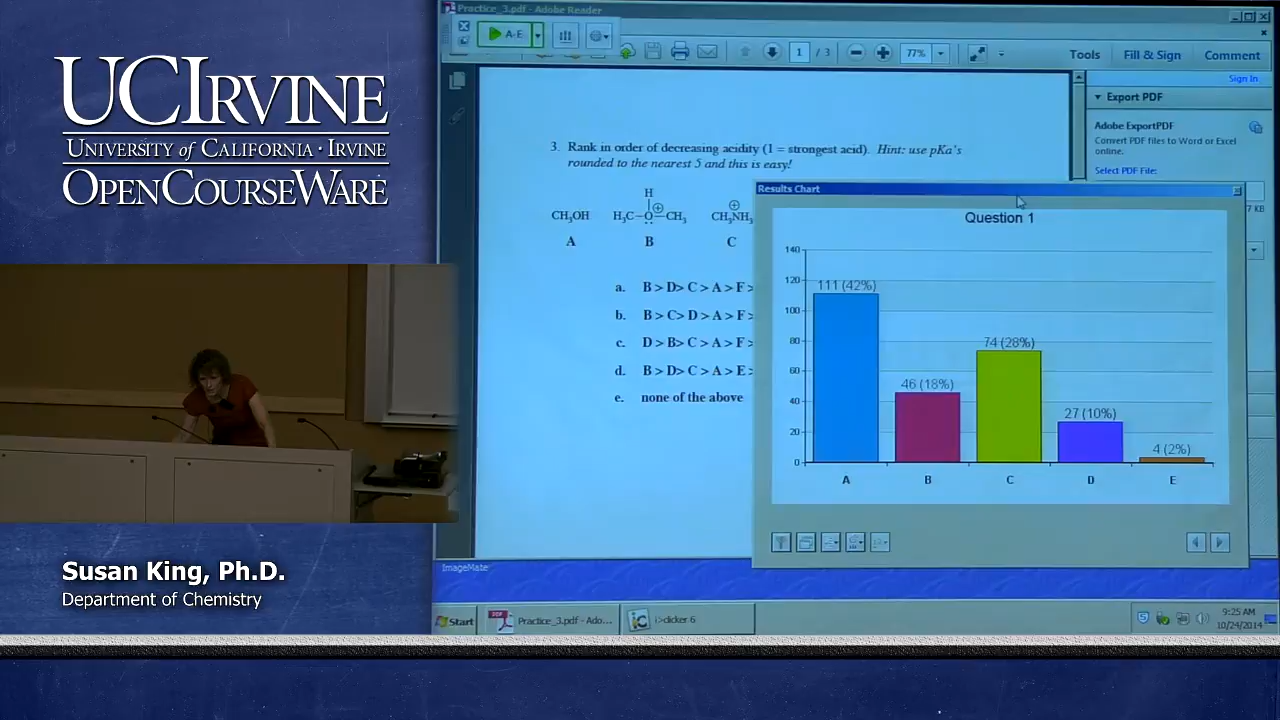 UCIRVINE
UNIVERSITY of CALIFORNIA · IRVINE
OPENCOURSEWARE
Susan King, Ph.D.
Department of Chemistry
Practice_3.pdf - Adobe Reader
A-E
1 / 3
77%
Tools
Fill & Sign
Comment
Sign In
Export PDF
Adobe ExportPDF
Convert PDF files to Word or Excel
online.
Select PDF File:
7 KB
3. Rank in order of decreasing acidity (1 = strongest acid). Hint: use pKa's
rounded to the nearest 5 and this is easy!
H
CH3OH H3C-O-CH3 CH3NH3
A B C
a. B > D> C > A > F >
b. B > C> D > A > F >
c. D > B> C > A > F >
d. B > D> C > A > E >
e. none of the above
Results Chart
Question 1
140
120
100
80
60
40
20
0
111 (42%)
46 (18%)
74 (28%)
27 (10%)
4 (2%)
A B C D E
ImageMate
Start
Practice_3.pdf - Ado...
i>clicker 6
9:25 AM
10/24/2014